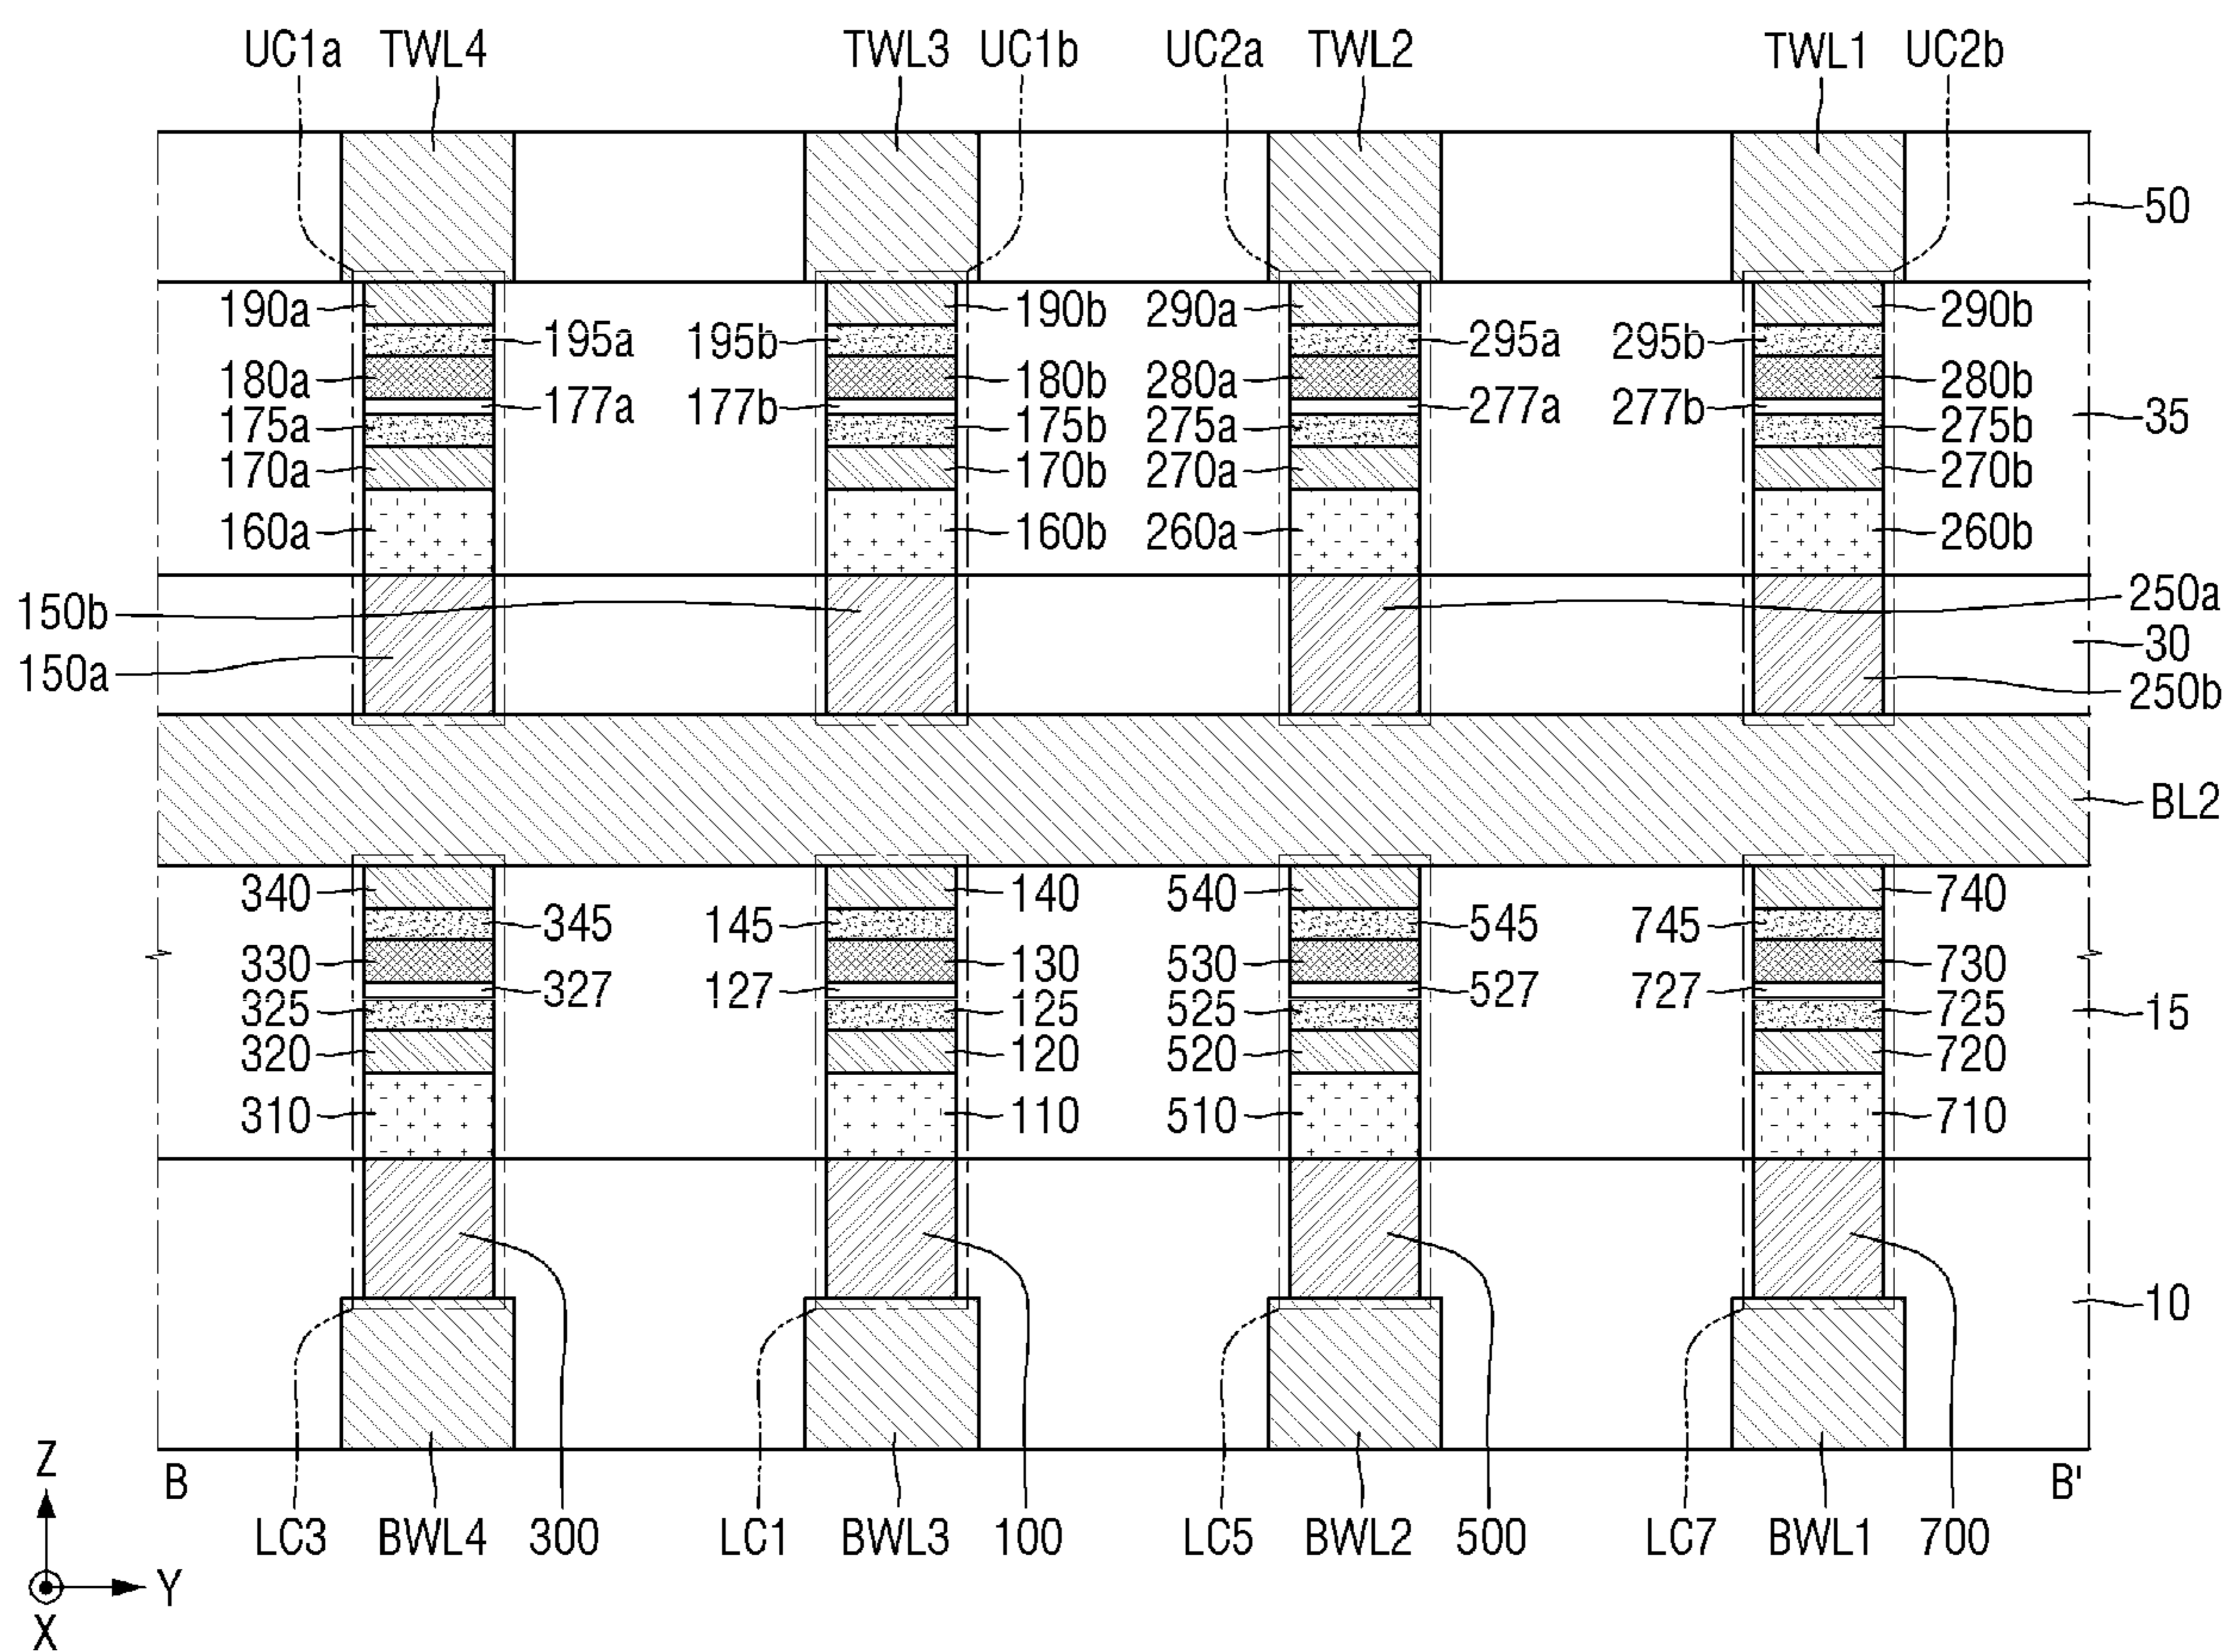 UC1a TWL4 TWL3 UC1b UC2a TWL2 TWL1 UC2b
50
190a 190b 290a 290b
195a 195b 295a 295b
180a 180b 280a 280b
177a 177b 277a 277b
35
175a 175b 275a 275b
170a 170b 270a 270b
160a 160b 260a 260b
150b 250a
30
150a 250b
BL2
340 140 540 740
345 145 545 745
330 130 530 730
327 127 527 727
325 125 525 725 15
320 120 520 720
310 110 510 710
10
Z B B'
LC3 BWL4 300 LC1 BWL3 100 LC5 BWL2 500 LC7 BWL1 700
Y
X